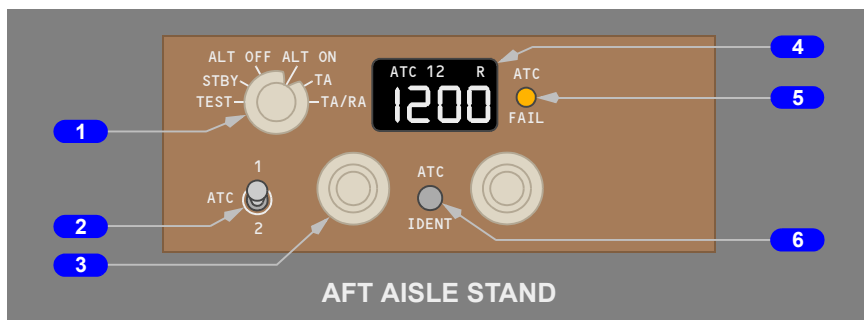 ALT OFF ALT ON
STBY TA
TEST TA/RA
ATC 12 R
1200
ATC
FAIL
4
5
1
1
ATC
2
ATC
IDENT
2
3
6
AFT AISLE STAND